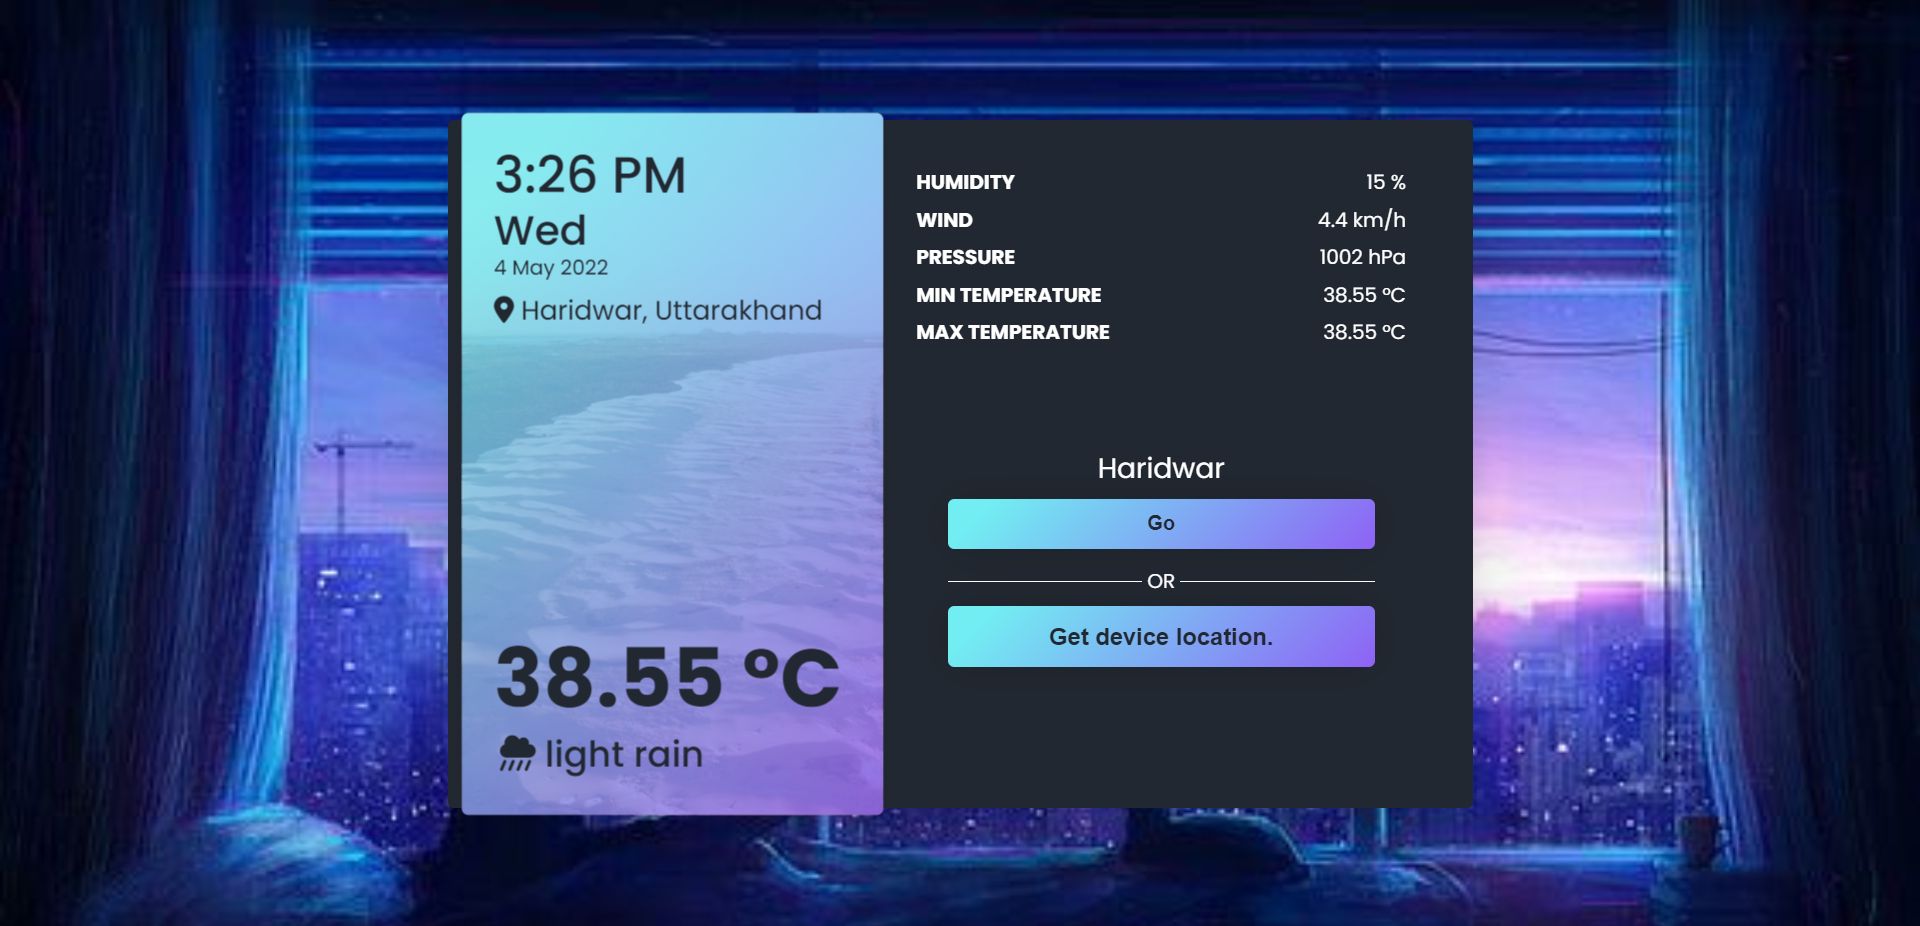 3:26 PM
Wed
4 May 2022
Haridwar, Uttarakhand
38.55 °C
light rain
HUMIDITY 15 %
WIND 4.4 km/h
PRESSURE 1002 hPa
MIN TEMPERATURE 38.55 °C
MAX TEMPERATURE 38.55 °C
Haridwar
Go
OR
Get device location.